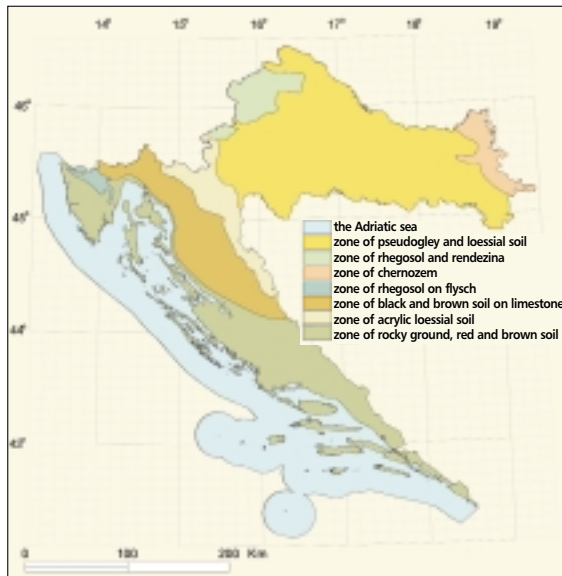 14° 15° 16° 17° 18° 19°
46°
45°
44°
43°
the Adriatic sea
zone of pseudogley and loessial soil
zone of rhegosol and rendezina
zone of chernozem
zone of rhegosol on flysch
zone of black and brown soil on limestone
zone of acrylic loessial soil
zone of rocky ground, red and brown soil
0 100 200 Km